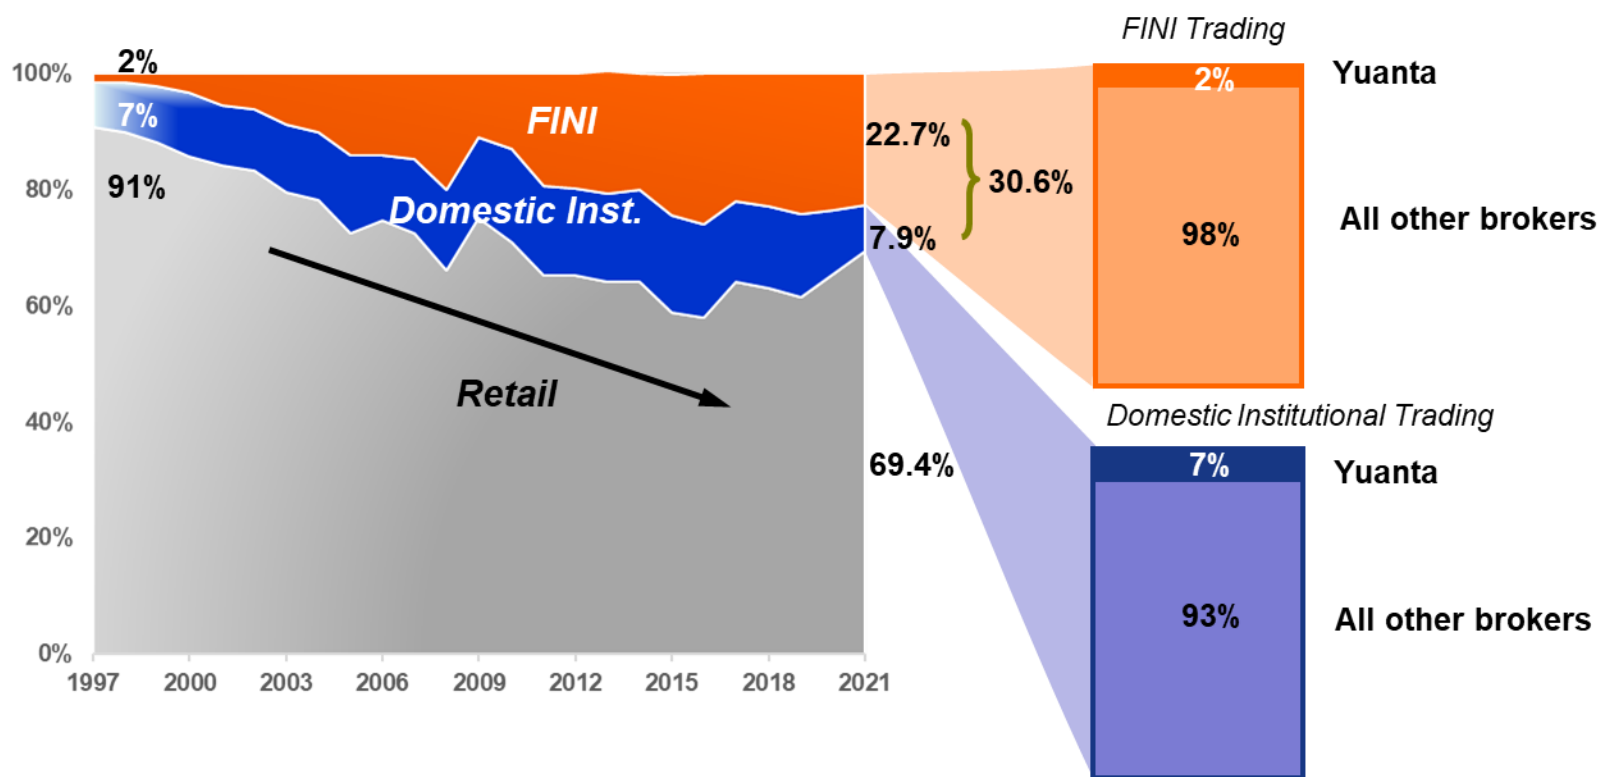 FINI Trading
100%
2%
2%
Yuanta
7%
FINI
22.7%
80%
91%
30.6%
Domestic Inst.
7.9%
98%
All other brokers
60%
Retail
40%
Domestic Institutional Trading
69.4%
7%
Yuanta
20%
93%
All other brokers
0%
1997 2000 2003 2006 2009 2012 2015 2018 2021